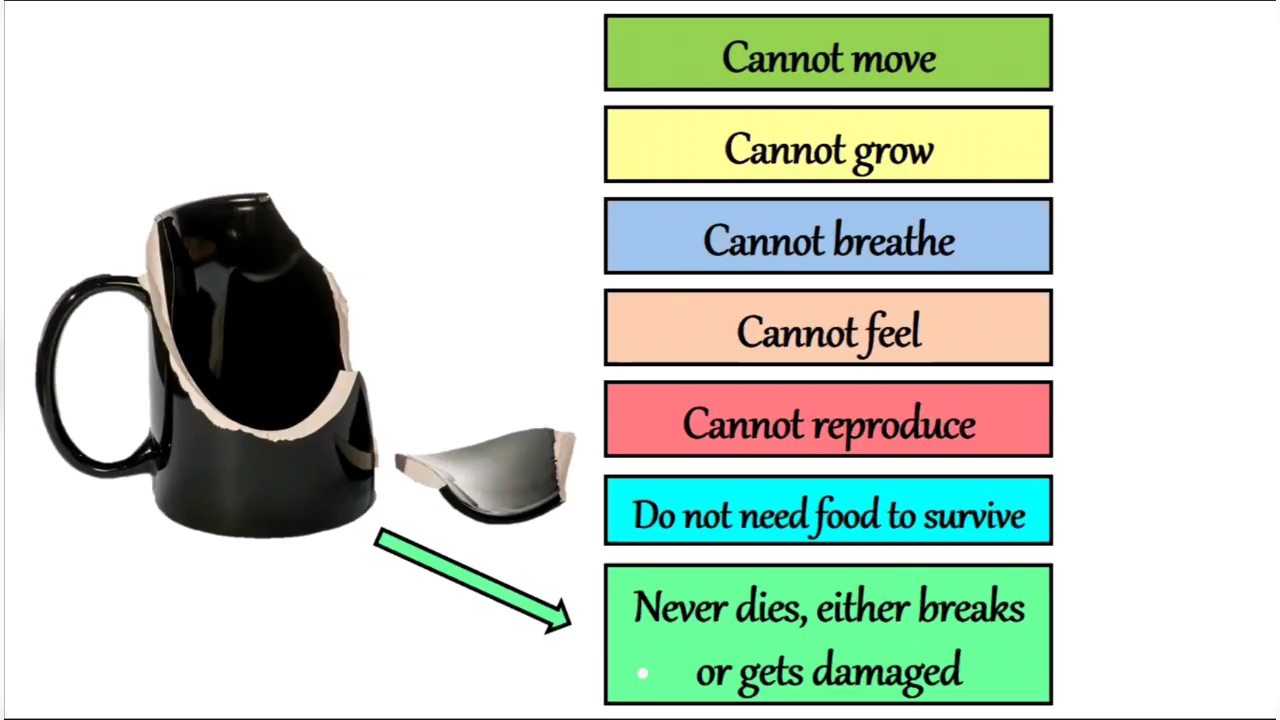 Cannot move
Cannot grow
Cannot breathe
Cannot feel
Cannot reproduce
Do not need food to survive
Never dies, either breaks
or gets damaged